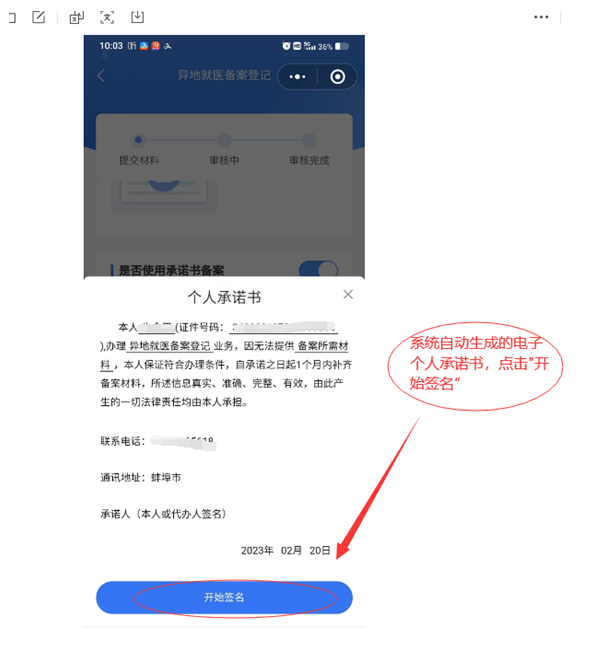 10:03
36%
异地就医备案登记
提交材料
审核中
审核完成
是否使用承诺书备案
个人承诺书
本人 (证件号码：
),办理 异地就医备案登记 业务，因无法提供 备案所需材
料 ，本人保证符合办理条件，自承诺之日起1个月内补齐
备案材料，所述信息真实、准确、完整、有效，由此产
生的一切法律责任均由本人承担。
联系电话：
通讯地址：蚌埠市
承诺人（本人或代办人签名）
2023年 02月 20日
开始签名
系统自动生成的电子
个人承诺书，点击"开
始签名"